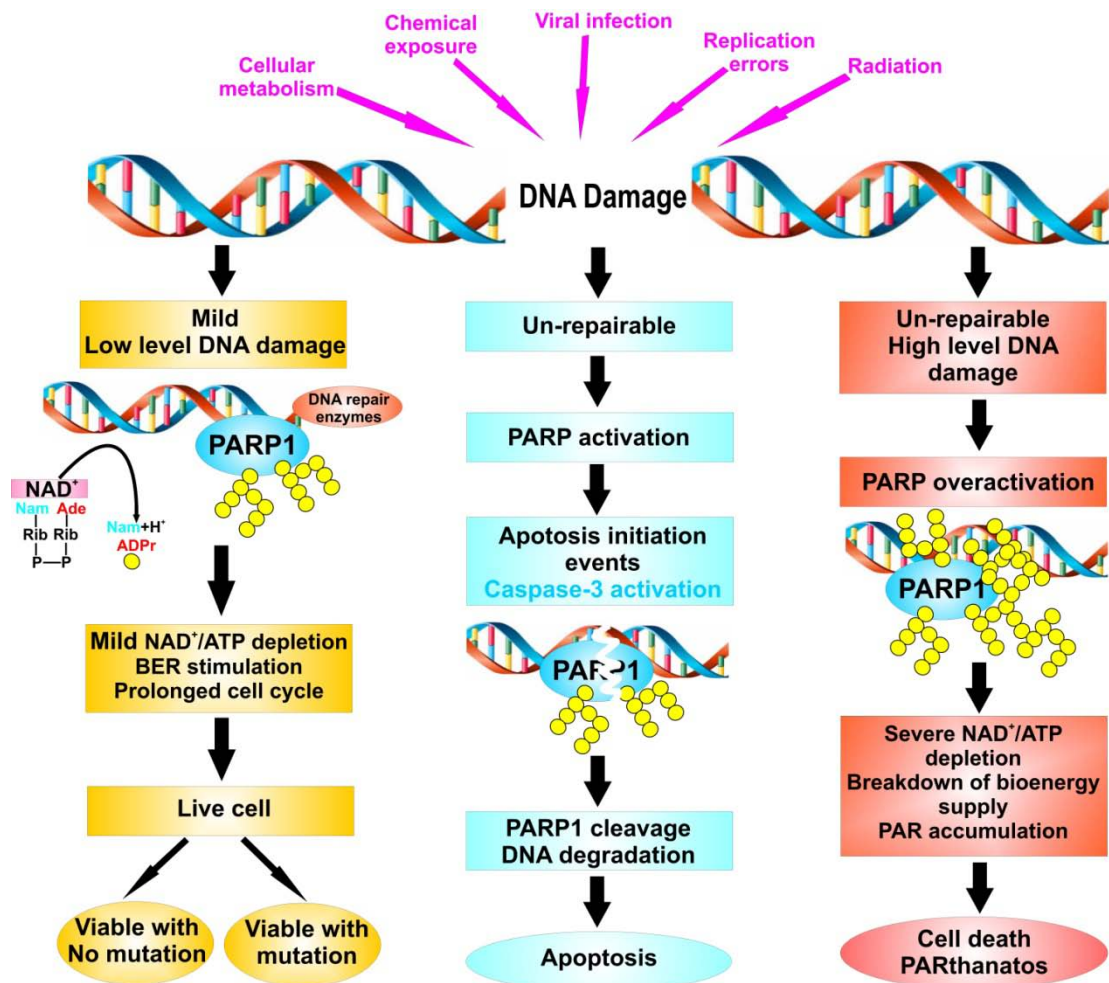 Cellular
metabolism
Chemical
exposure
Viral infection
Replication
errors
Radiation
DNA Damage
Mild
Low level DNA damage
DNA repair
enzymes
PARP1
NAD⁺
Nam Ade
Rib Rib
P—P
Nam+H⁺
ADPr
Mild NAD⁺/ATP depletion
BER stimulation
Prolonged cell cycle
Live cell
Viable with
No mutation
Viable with
mutation
Un-repairable
PARP activation
Apotosis initiation
events
Caspase-3 activation
PARP1
PARP1 cleavage
DNA degradation
Apoptosis
Un-repairable
High level DNA
damage
PARP overactivation
PARP1
Severe NAD⁺/ATP
depletion
Breakdown of bioenergy
supply
PAR accumulation
Cell death
PARthanatos